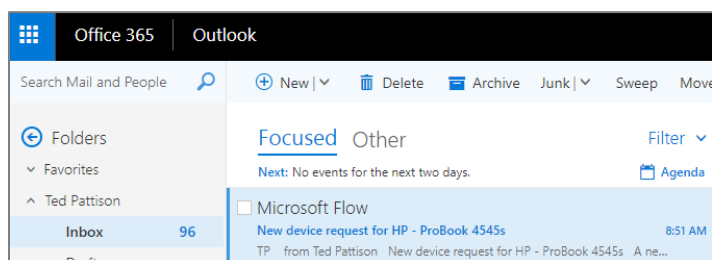 Office 365 Outlook
Search Mail and People
New Delete Archive Junk Sweep Move
Folders
Focused Other Filter
Favorites
Next: No events for the next two days. Agenda
Ted Pattison
Microsoft Flow
Inbox 96
New device request for HP - ProBook 4545s 8:51 AM
TP from Ted Pattison New device request for HP - ProBook 4545s A ne...